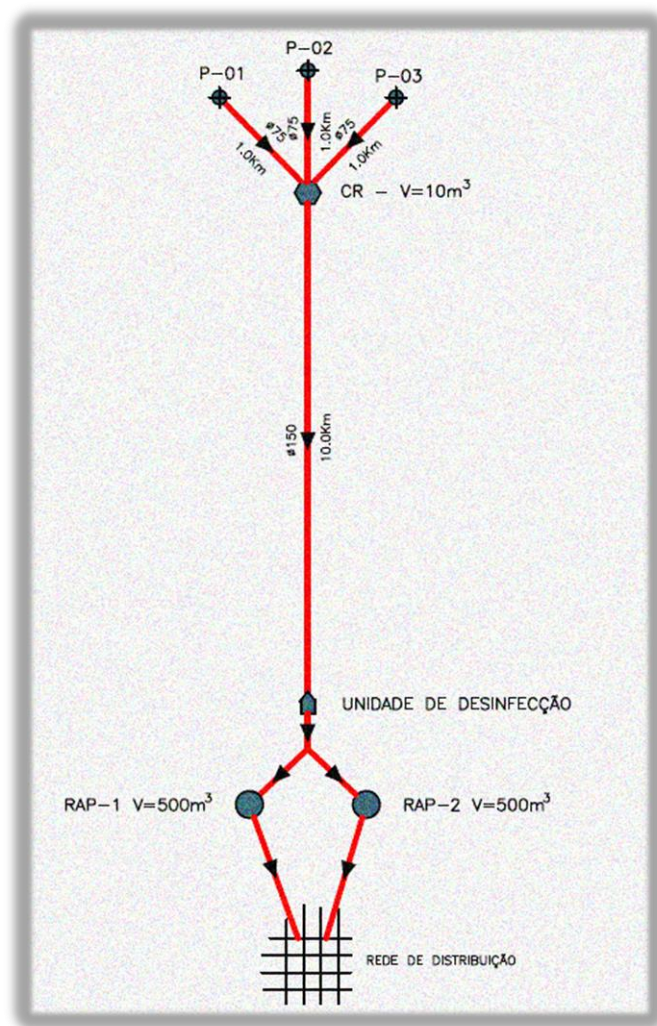 P-02
P-01
P-03
ø75
1.0Km
ø75
1.0Km
ø75
1.0Km
CR - V=10m³
ø150
10.0Km
UNIDADE DE DESINFECÇÃO
RAP-1 V=500m³
RAP-2 V=500m³
REDE DE DISTRIBUIÇÃO